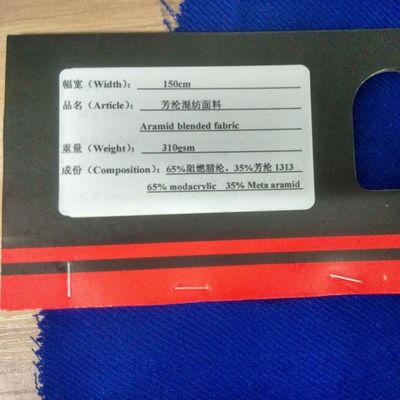 幅宽（Width）： 150cm
品名（Article）： 芳纶混纺面料
Aramid blended fabric
重量（Weight）： 310gsm
成份（Composition）：65%阻燃腈纶，35%芳纶 1313
65% modacrylic 35% Meta aramid